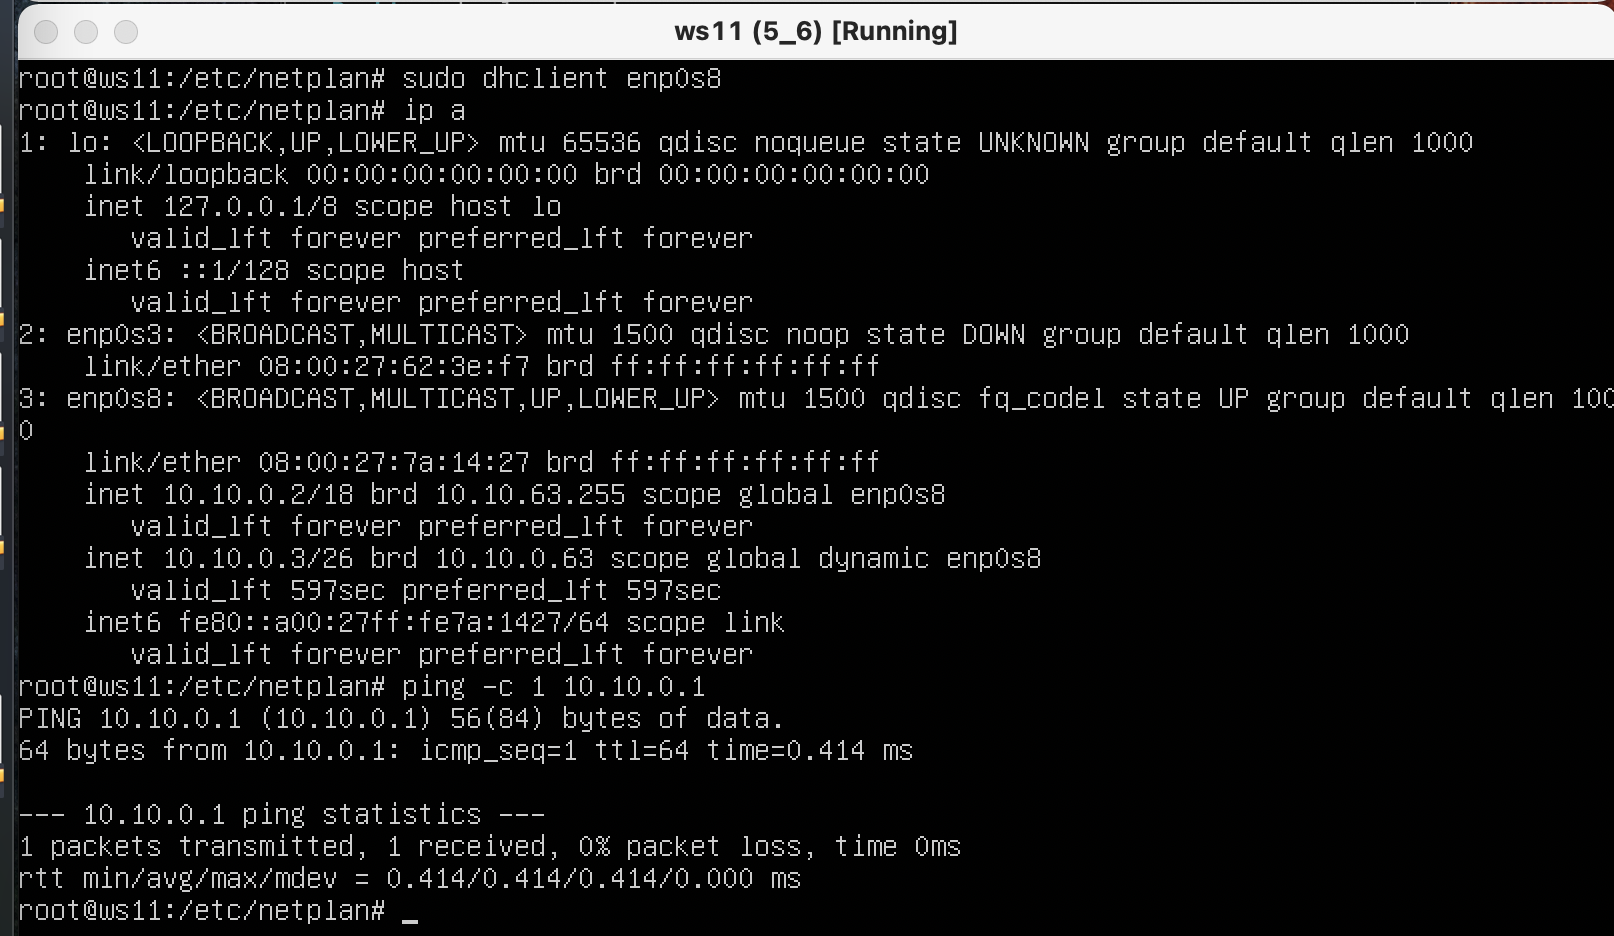 ws11 (5_6) [Running]
root@ws11:/etc/netplan# sudo dhclient enp0s8
root@ws11:/etc/netplan# ip a
1: lo: <LOOPBACK,UP,LOWER_UP> mtu 65536 qdisc noqueue state UNKNOWN group default qlen 1000
    link/loopback 00:00:00:00:00:00 brd 00:00:00:00:00:00
    inet 127.0.0.1/8 scope host lo
       valid_lft forever preferred_lft forever
    inet6 ::1/128 scope host
       valid_lft forever preferred_lft forever
2: enp0s3: <BROADCAST,MULTICAST> mtu 1500 qdisc noop state DOWN group default qlen 1000
    link/ether 08:00:27:62:3e:f7 brd ff:ff:ff:ff:ff:ff
3: enp0s8: <BROADCAST,MULTICAST,UP,LOWER_UP> mtu 1500 qdisc fq_codel state UP group default qlen 100
0
    link/ether 08:00:27:7a:14:27 brd ff:ff:ff:ff:ff:ff
    inet 10.10.0.2/18 brd 10.10.63.255 scope global enp0s8
       valid_lft forever preferred_lft forever
    inet 10.10.0.3/26 brd 10.10.0.63 scope global dynamic enp0s8
       valid_lft 597sec preferred_lft 597sec
    inet6 fe80::a00:27ff:fe7a:1427/64 scope link
       valid_lft forever preferred_lft forever
root@ws11:/etc/netplan# ping -c 1 10.10.0.1
PING 10.10.0.1 (10.10.0.1) 56(84) bytes of data.
64 bytes from 10.10.0.1: icmp_seq=1 ttl=64 time=0.414 ms

--- 10.10.0.1 ping statistics ---
1 packets transmitted, 1 received, 0% packet loss, time 0ms
rtt min/avg/max/mdev = 0.414/0.414/0.414/0.000 ms
root@ws11:/etc/netplan# _